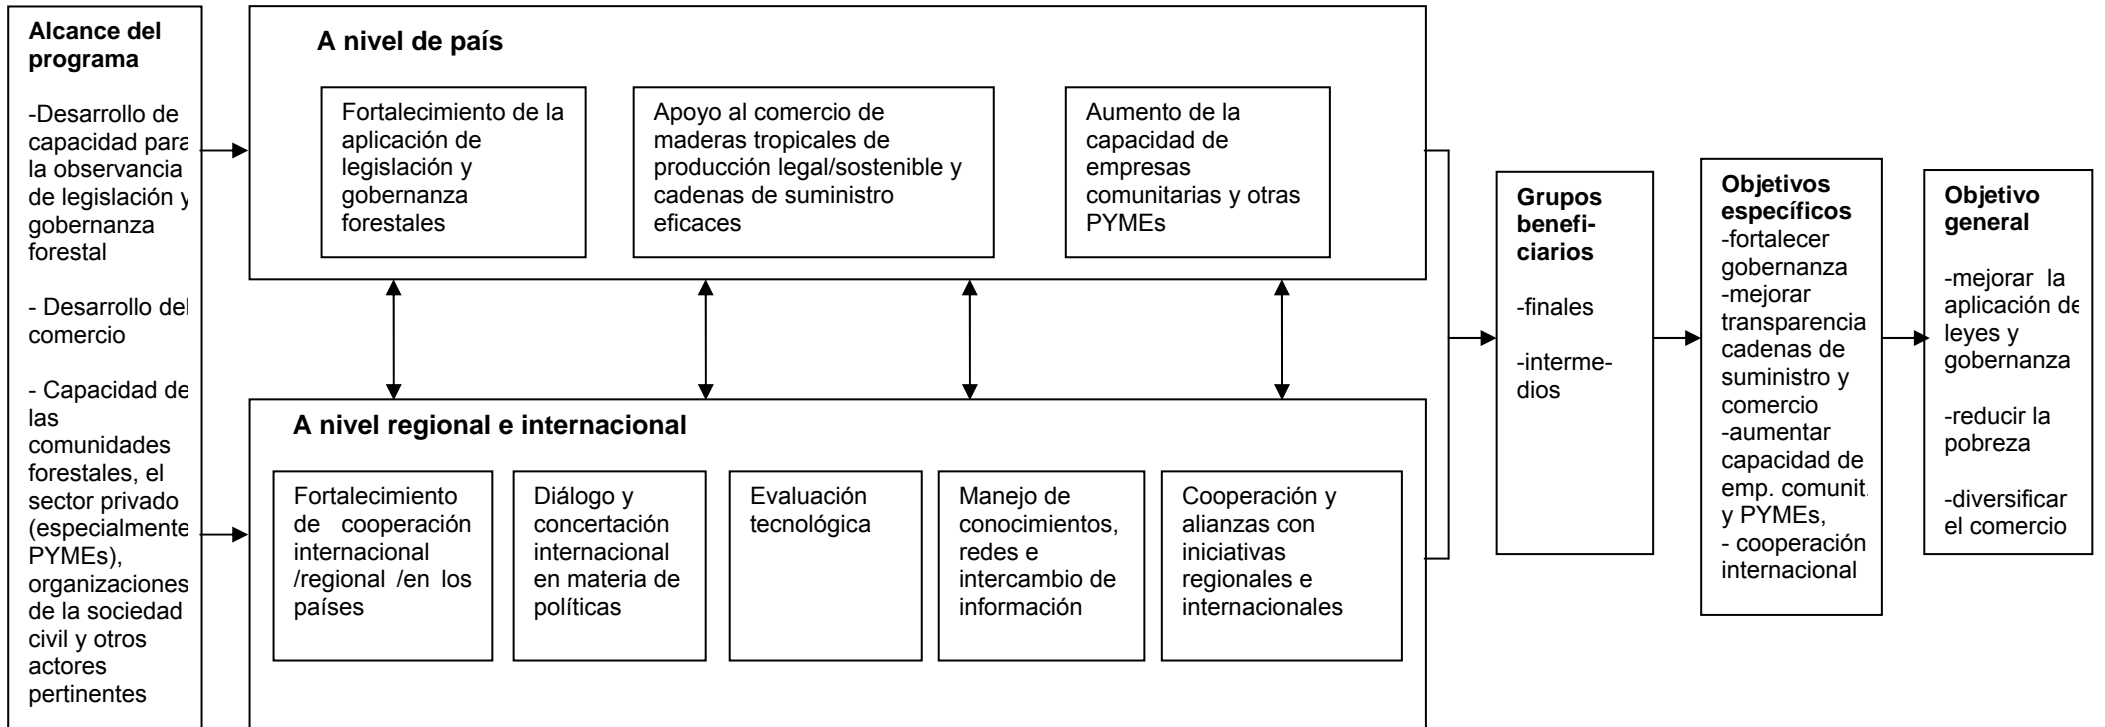 Alcance del
programa
-Desarrollo de
capacidad para
la observancia
de legislación y
gobernanza
forestal
- Desarrollo del
comercio
- Capacidad de
las
comunidades
forestales, el
sector privado
(especialmente
PYMEs),
organizaciones
de la sociedad
civil y otros
actores
pertinentes
A nivel de país
Fortalecimiento de la
aplicación de
legislación y
gobernanza
forestales
Apoyo al comercio de
maderas tropicales de
producción legal/sostenible y
cadenas de suministro
eficaces
Aumento de la
capacidad de
empresas
comunitarias y otras
PYMEs
A nivel regional e internacional
Fortalecimiento
de cooperación
internacional
/regional /en los
países
Diálogo y
concertación
internacional
en materia de
políticas
Evaluación
tecnológica
Manejo de
conocimientos,
redes e
intercambio de
información
Cooperación y
alianzas con
iniciativas
regionales e
internacionales
Grupos
benefi-
ciarios
-finales
-interme-
dios
Objetivos
específicos
-fortalecer
gobernanza
-mejorar
transparencia
cadenas de
suministro y
comercio
-aumentar
capacidad de
emp. comunit.
y PYMEs,
- cooperación
internacional
Objetivo
general
-mejorar la
aplicación de
leyes y
gobernanza
-reducir la
pobreza
-diversificar
el comercio